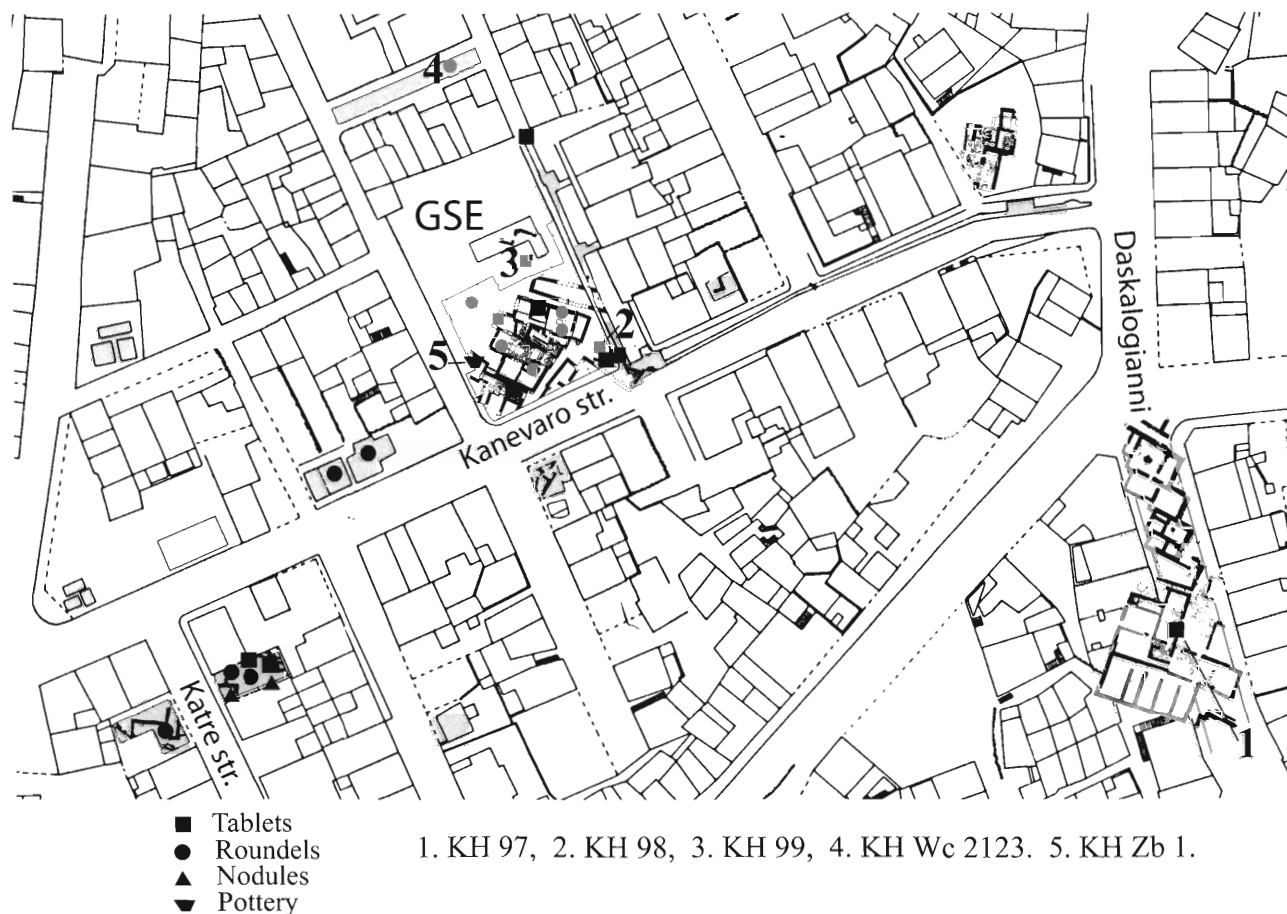 4
GSE
3
2
5
Kanevaro str.
Daskalogianni
Katre str.
1
Tablets
Roundels
Nodules
Pottery
1. KH 97, 2. KH 98, 3. KH 99, 4. KH Wc 2123. 5. KH Zb 1.